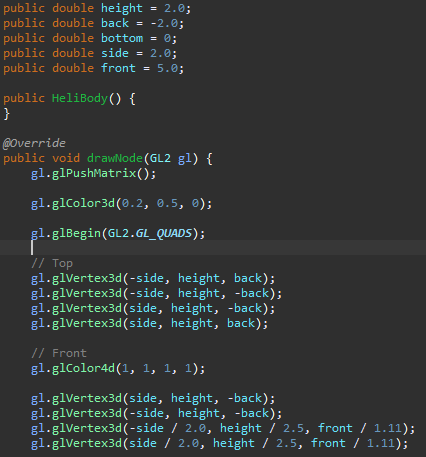 public double height = 2.0;
public double back = -2.0;
public double bottom = 0;
public double side = 2.0;
public double front = 5.0;

public HeliBody() {
}

@Override
public void drawNode(GL2 gl) {
    gl.glPushMatrix();

    gl.glColor3d(0.2, 0.5, 0);

    gl.glBegin(GL2.GL_QUADS);

    // Top
    gl.glVertex3d(-side, height, back);
    gl.glVertex3d(-side, height, -back);
    gl.glVertex3d(side, height, -back);
    gl.glVertex3d(side, height, back);

    // Front
    gl.glColor4d(1, 1, 1, 1);

    gl.glVertex3d(side, height, -back);
    gl.glVertex3d(-side, height, -back);
    gl.glVertex3d(-side / 2.0, height / 2.5, front / 1.11);
    gl.glVertex3d(side / 2.0, height / 2.5, front / 1.11);